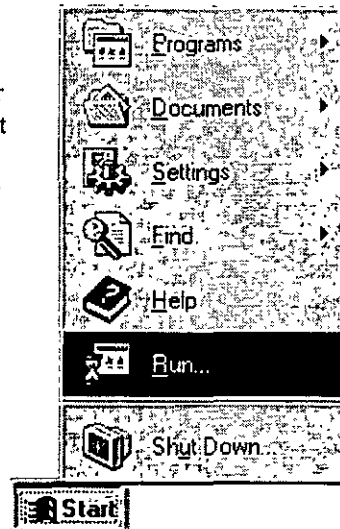 Programs
Documents
t
Settings
Find
Help
Run...
Shut Down...
Start